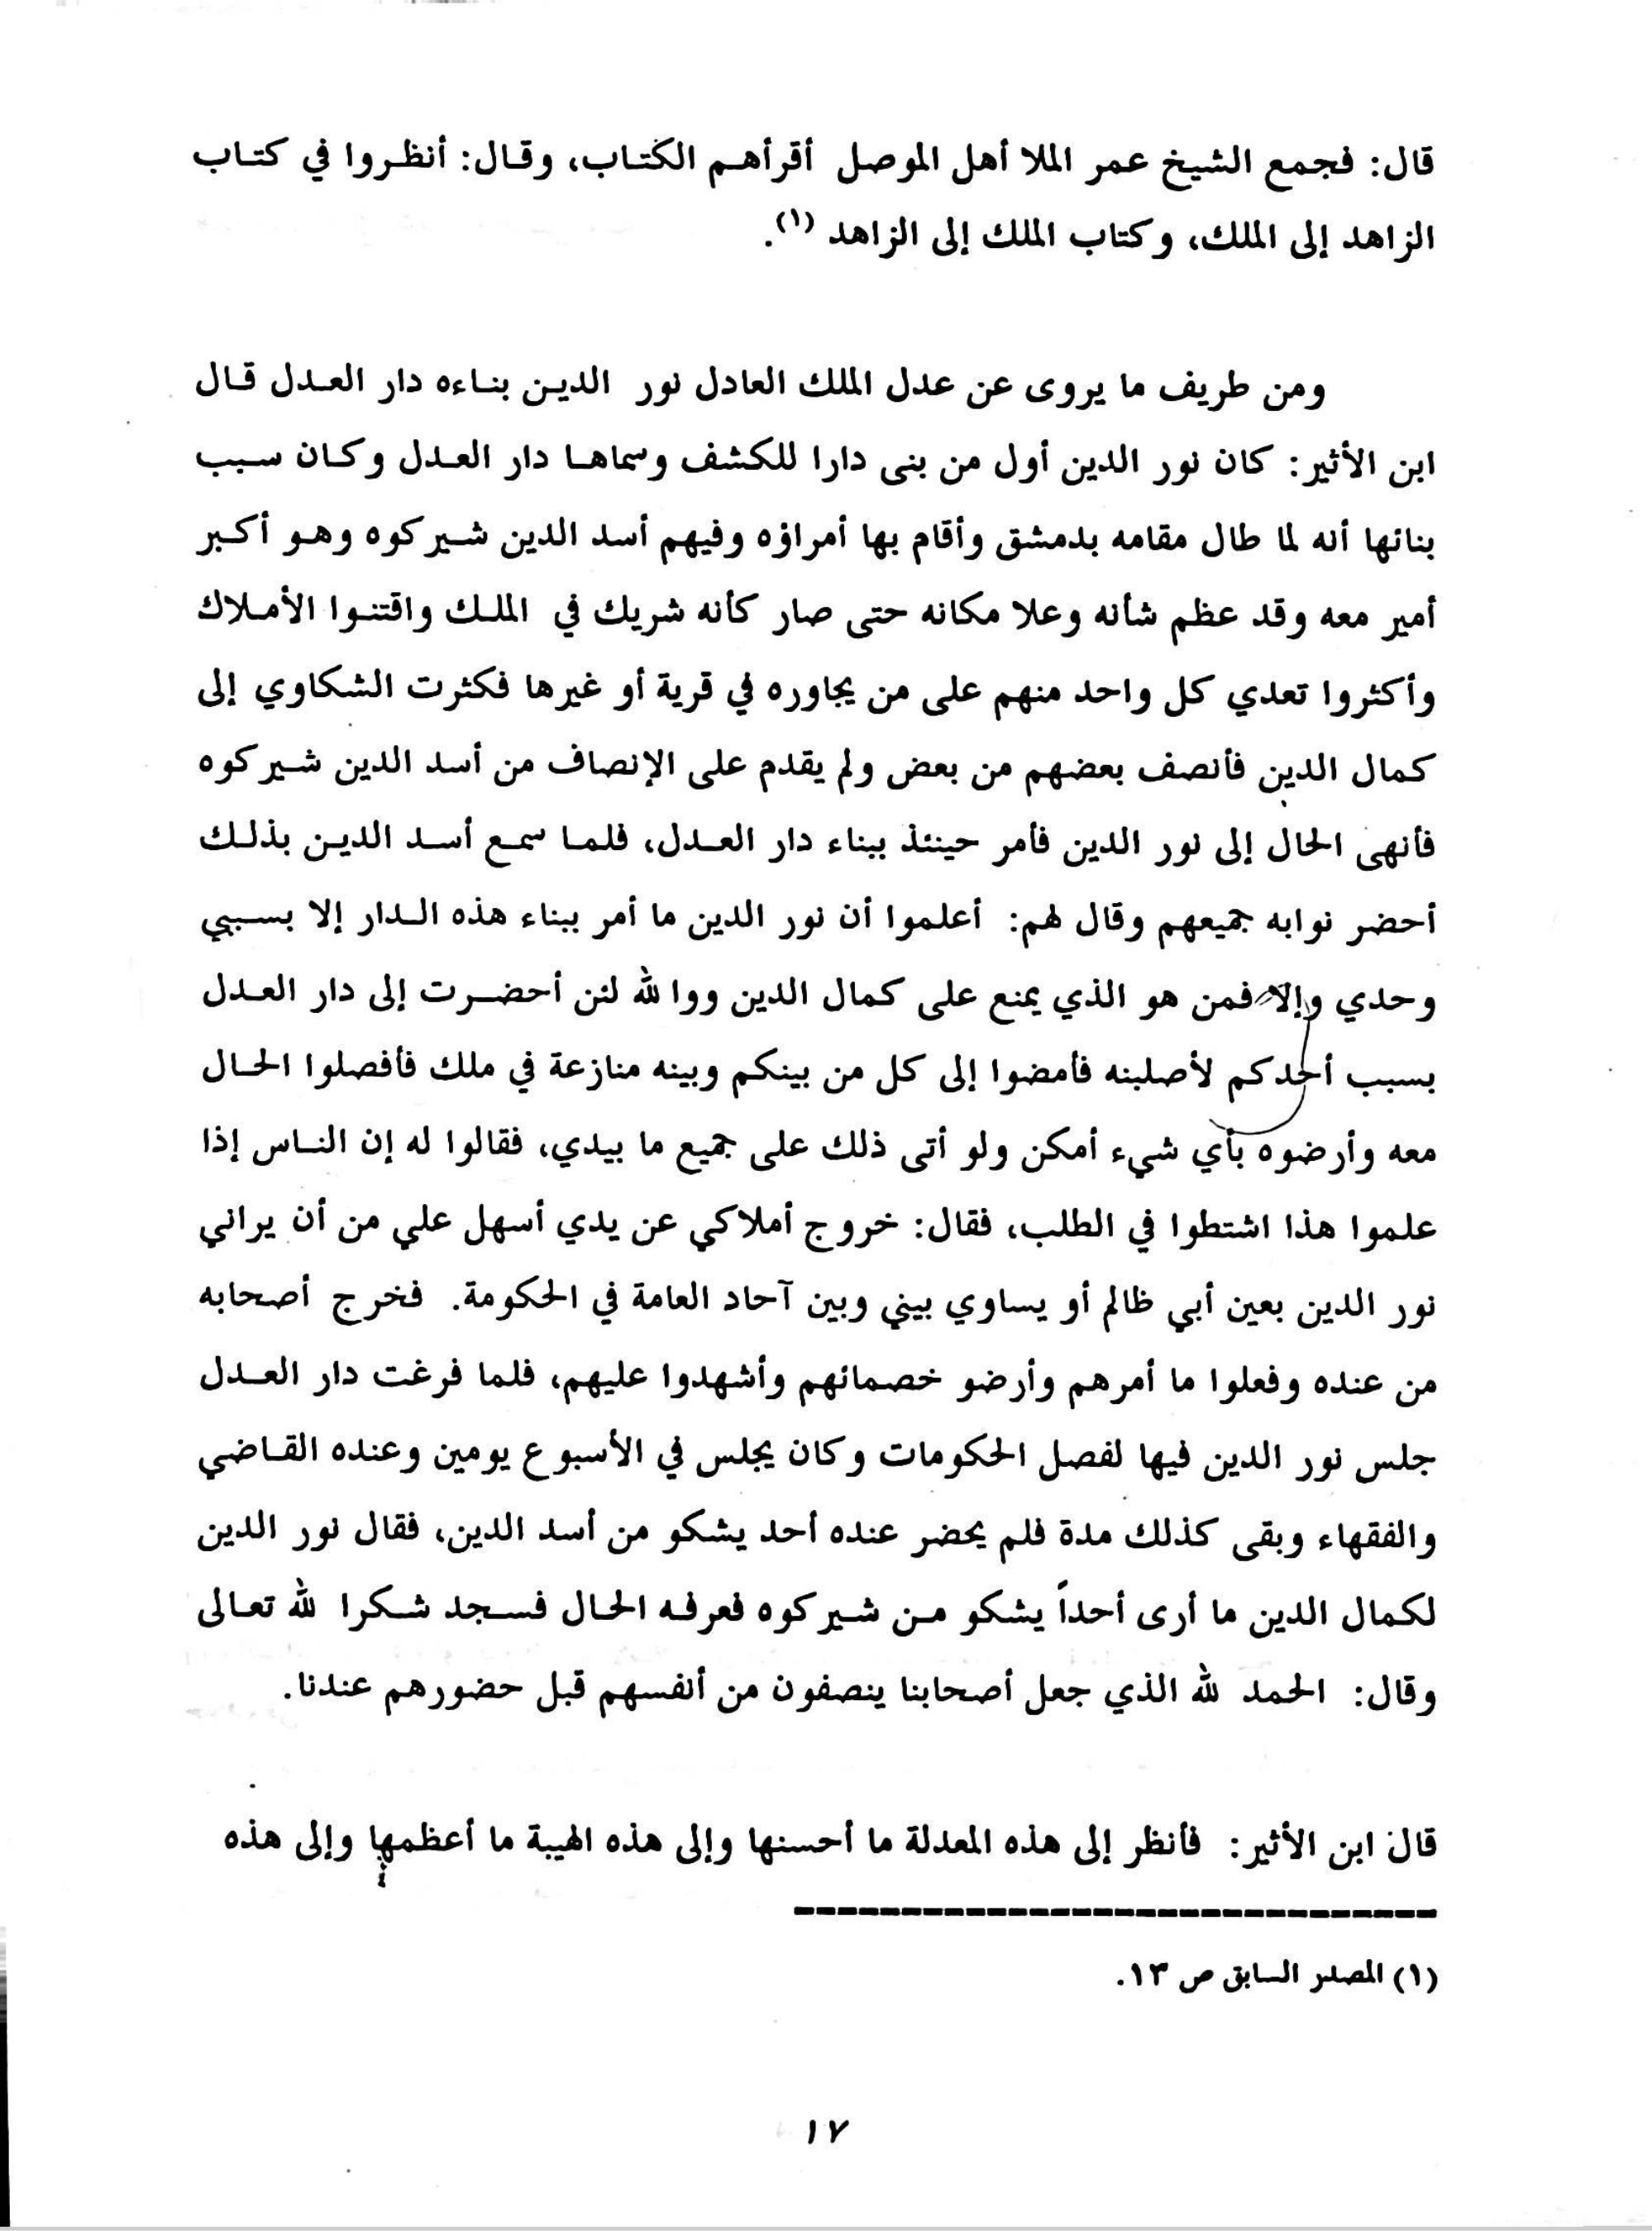 قال: فجمع الشيخ عمر الملا أهل الموصل أقرأهم الكتاب، وقال: أنظروا في كتاب
الزاهد إلى الملك، وكتاب الملك إلى الزاهد (١).
ومن طريف ما يروى عن عدل الملك العادل نور الدين بناءه دار العدل قال
ابن الأثير: كان نور الدين أول من بنى دارا للكشف وسماها دار العدل وكان سبب
بنائها أنه لما طال مقامه بدمشق وأقام بها أمراؤه وفيهم أسد الدين شيركوه وهو أكبر
أمير معه وقد عظم شأنه وعلا مكانه حتى صار كأنه شريك في الملك واقتنوا الأملاك
وأكثروا تعدي كل واحد منهم على من يجاوره في قرية أو غيرها فكثرت الشكاوي إلى
كمال الدين فأنصف بعضهم من بعض ولم يقدم على الإنصاف من أسد الدين شيركوه
فأنهى الحال إلى نور الدين فأمر حينئذ ببناء دار العدل، فلما سمع أسد الدين بذلك
أحضر نوابه جميعهم وقال لهم: أعلموا أن نور الدين ما أمر ببناء هذه الدار إلا بسببي
وحدي وإلا فمن هو الذي يمنع على كمال الدين ووا لله لئن أحضرت إلى دار العدل
بسبب أحدكم لأصلبنه فأمضوا إلى كل من بينكم وبينه منازعة في ملك فأفصلوا الحال
معه وأرضوه بأي شيء أمكن ولو أتى ذلك على جميع ما بيدي، فقالوا له إن الناس إذا
علموا هذا اشتطوا في الطلب، فقال: خروج أملاكي عن يدي أسهل علي من أن يراني
نور الدين بعين أبي ظالم أو يساوي بيني وبين آحاد العامة في الحكومة. فخرج أصحابه
من عنده وفعلوا ما أمرهم وأرضو خصمائهم وأشهدوا عليهم، فلما فرغت دار العدل
جلس نور الدين فيها لفصل الحكومات وكان يجلس في الأسبوع يومين وعنده القاضي
والفقهاء وبقى كذلك مدة فلم يحضر عنده أحد يشكو من أسد الدين، فقال نور الدين
لكمال الدين ما أرى أحداً يشكو من شيركوه فعرفه الحال فسجد شكرا لله تعالى
وقال: الحمد لله الذي جعل أصحابنا ينصفون من أنفسهم قبل حضورهم عندنا.
قال ابن الأثير: فأنظر إلى هذه المعدلة ما أحسنها وإلى هذه الهيبة ما أعظمها وإلى هذه
(١) المصدر السابق ص ١٣.
١٧